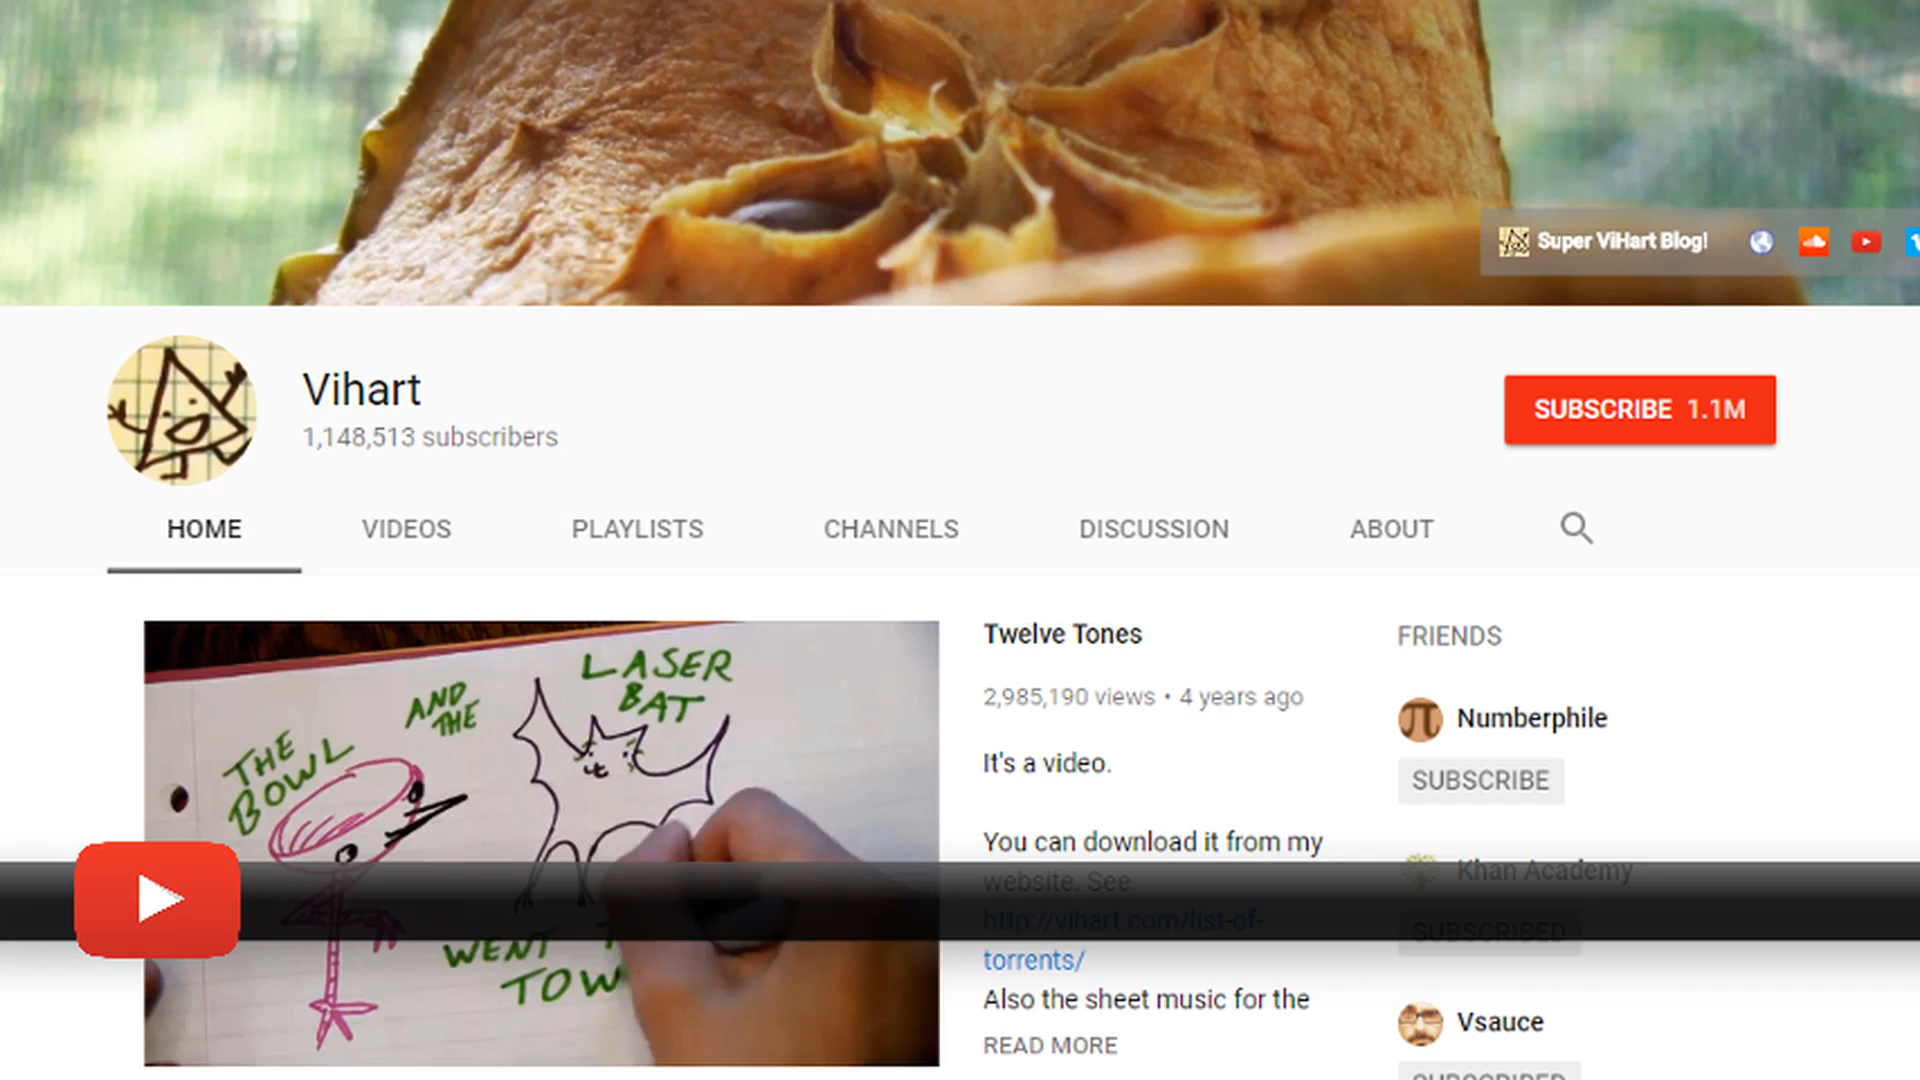 Super ViHart Blog!
Vihart
1,148,513 subscribers
SUBSCRIBE 1.1M
HOME VIDEOS PLAYLISTS CHANNELS DISCUSSION ABOUT
THE BOWL
AND THE
LASER BAT
WENT
TOW
Twelve Tones
2,985,190 views • 4 years ago
It's a video.
You can download it from my
website. See
http://vihart.com/list-of-
torrents/
Also the sheet music for the
READ MORE
FRIENDS
Numberphile
SUBSCRIBE
Khan Academy
SUBSCRIBED
Vsauce
SUBSCRIBED